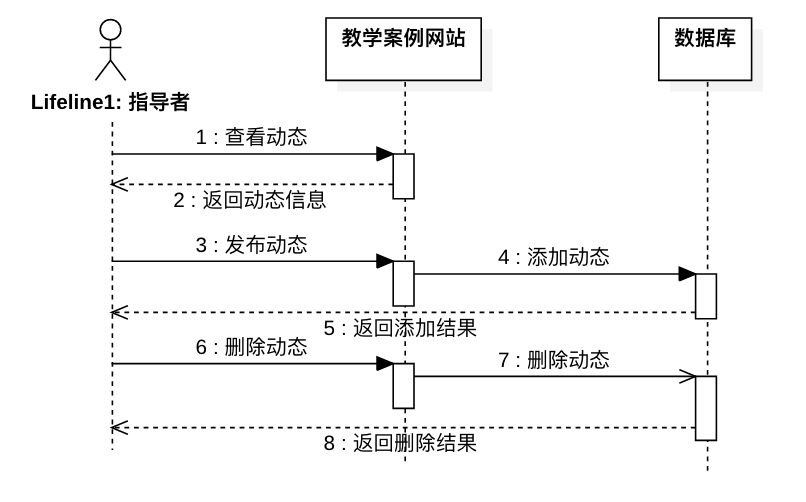 教学案例网站
数据库
Lifeline1: 指导者
1 : 查看动态
2 : 返回动态信息
3 : 发布动态
4 : 添加动态
5 : 返回添加结果
6 : 删除动态
7 : 删除动态
8 : 返回删除结果